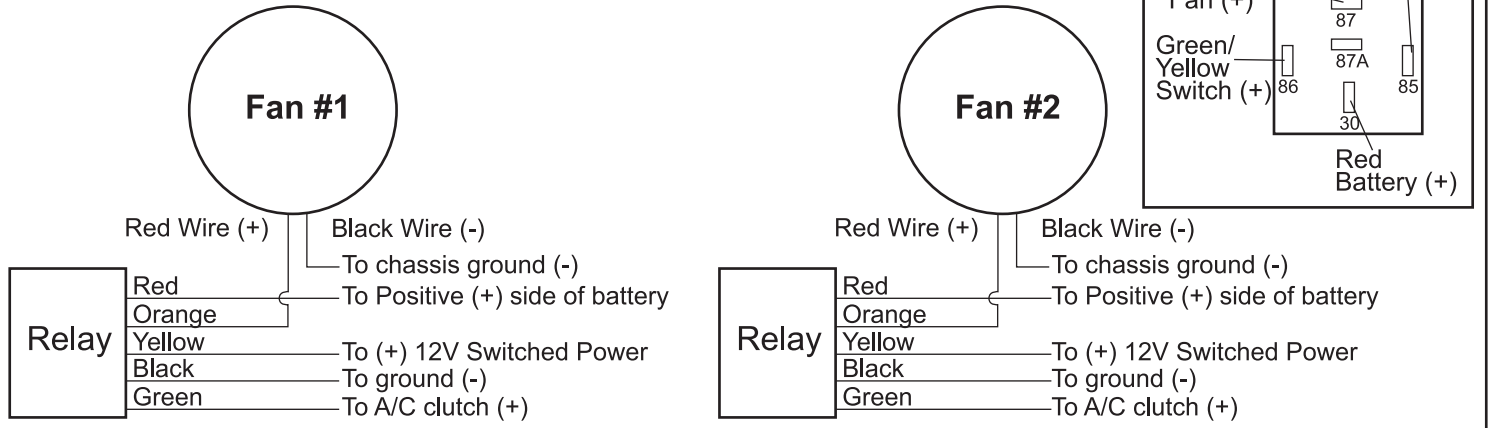 Fan (+)
87
Green/
Yellow
Switch (+)
87A
86
85
30
Red
Battery (+)
Fan #1
Red Wire (+)
Black Wire (-)
To chassis ground (-)
Red
To Positive (+) side of battery
Orange
Relay
Yellow
To (+) 12V Switched Power
Black
To ground (-)
Green
To A/C clutch (+)
Fan #2
Red Wire (+)
Black Wire (-)
To chassis ground (-)
Red
To Positive (+) side of battery
Orange
Relay
Yellow
To (+) 12V Switched Power
Black
To ground (-)
Green
To A/C clutch (+)